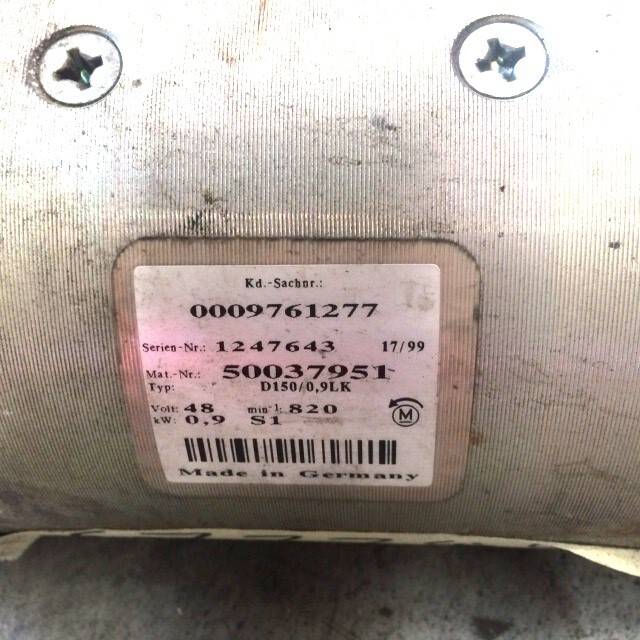 Kd.-Sachnr.:
0009761277
Serien-Nr.: 1247643 17/99
Mat.-Nr.: 50037951
Typ: D150/0,9LK
Volt: 48 min⁻¹: 820
kW: 0,9 S1 M
Made in Germany